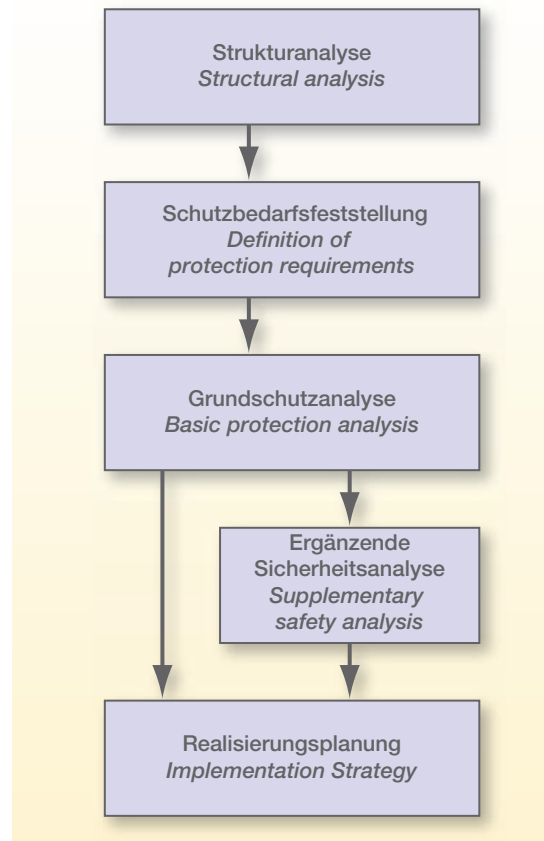 Strukturanalyse
Structural analysis
Schutzbedarfsfeststellung
Definition of
protection requirements
Grundschutzanalyse
Basic protection analysis
Ergänzende
Sicherheitsanalyse
Supplementary
safety analysis
Realisierungsplanung
Implementation Strategy